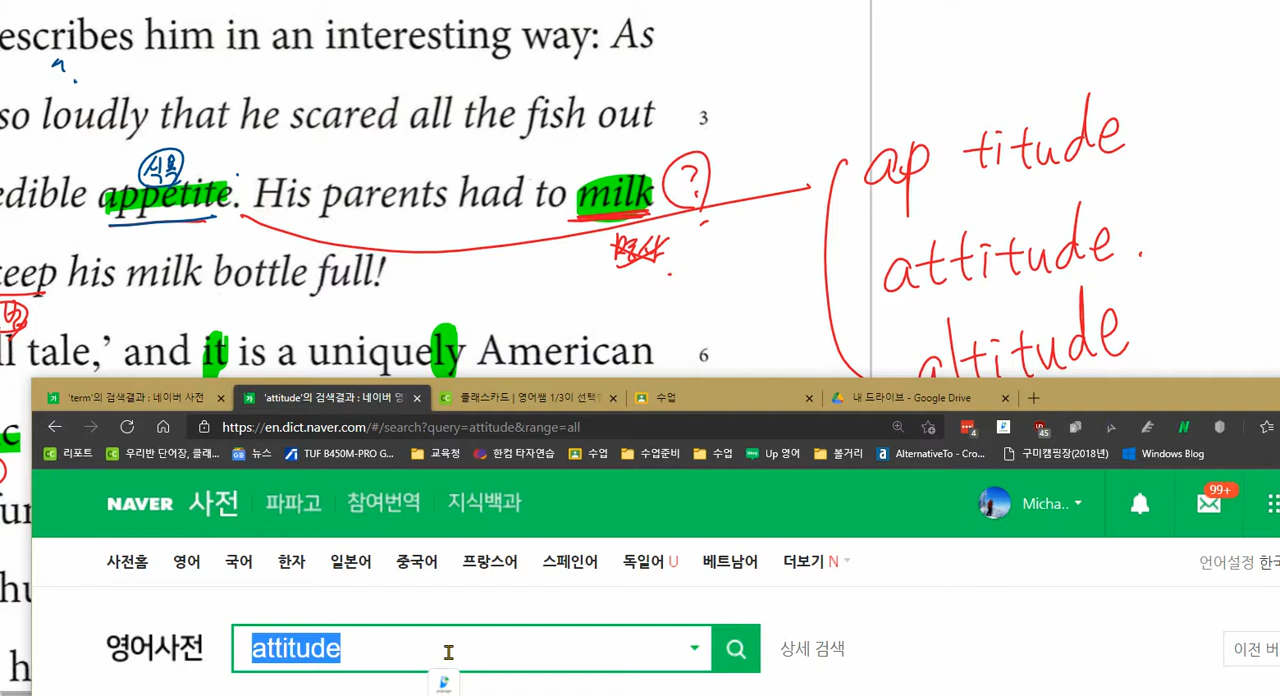 escribes him in an interesting way: As
so loudly that he scared all the fish out 3
ap titude
식욕
edible appetite. His parents had to milk ?
attitude.
keep his milk bottle full!
altitude
ll tale,' and it is a uniquely American 6
'term'의 검색결과 : 네이버 사전 'attitude'의 검색결과 : 네이버 영 클래스카드 | 영어쌤 1/3이 선택한 수업 내 드라이브 - Google Drive
https://en.dict.naver.com/#/search?query=attitude&range=all 4 45
리포트 우리반 단어장, 클래... 뉴스 TUF B450M-PRO G... 교육청 한컴 타자연습 수업 수업준비 수업 Up 영어 볼거리 AlternativeTo - Cro... 구미캠핑장(2018년) Windows Blog
NAVER 사전 파파고 참여번역 지식백과 Micha.. 99+
사전홈 영어 국어 한자 일본어 중국어 프랑스어 스페인어 독일어 U 베트남어 더보기 N 언어설정
영어사전 attitude 상세 검색 이전